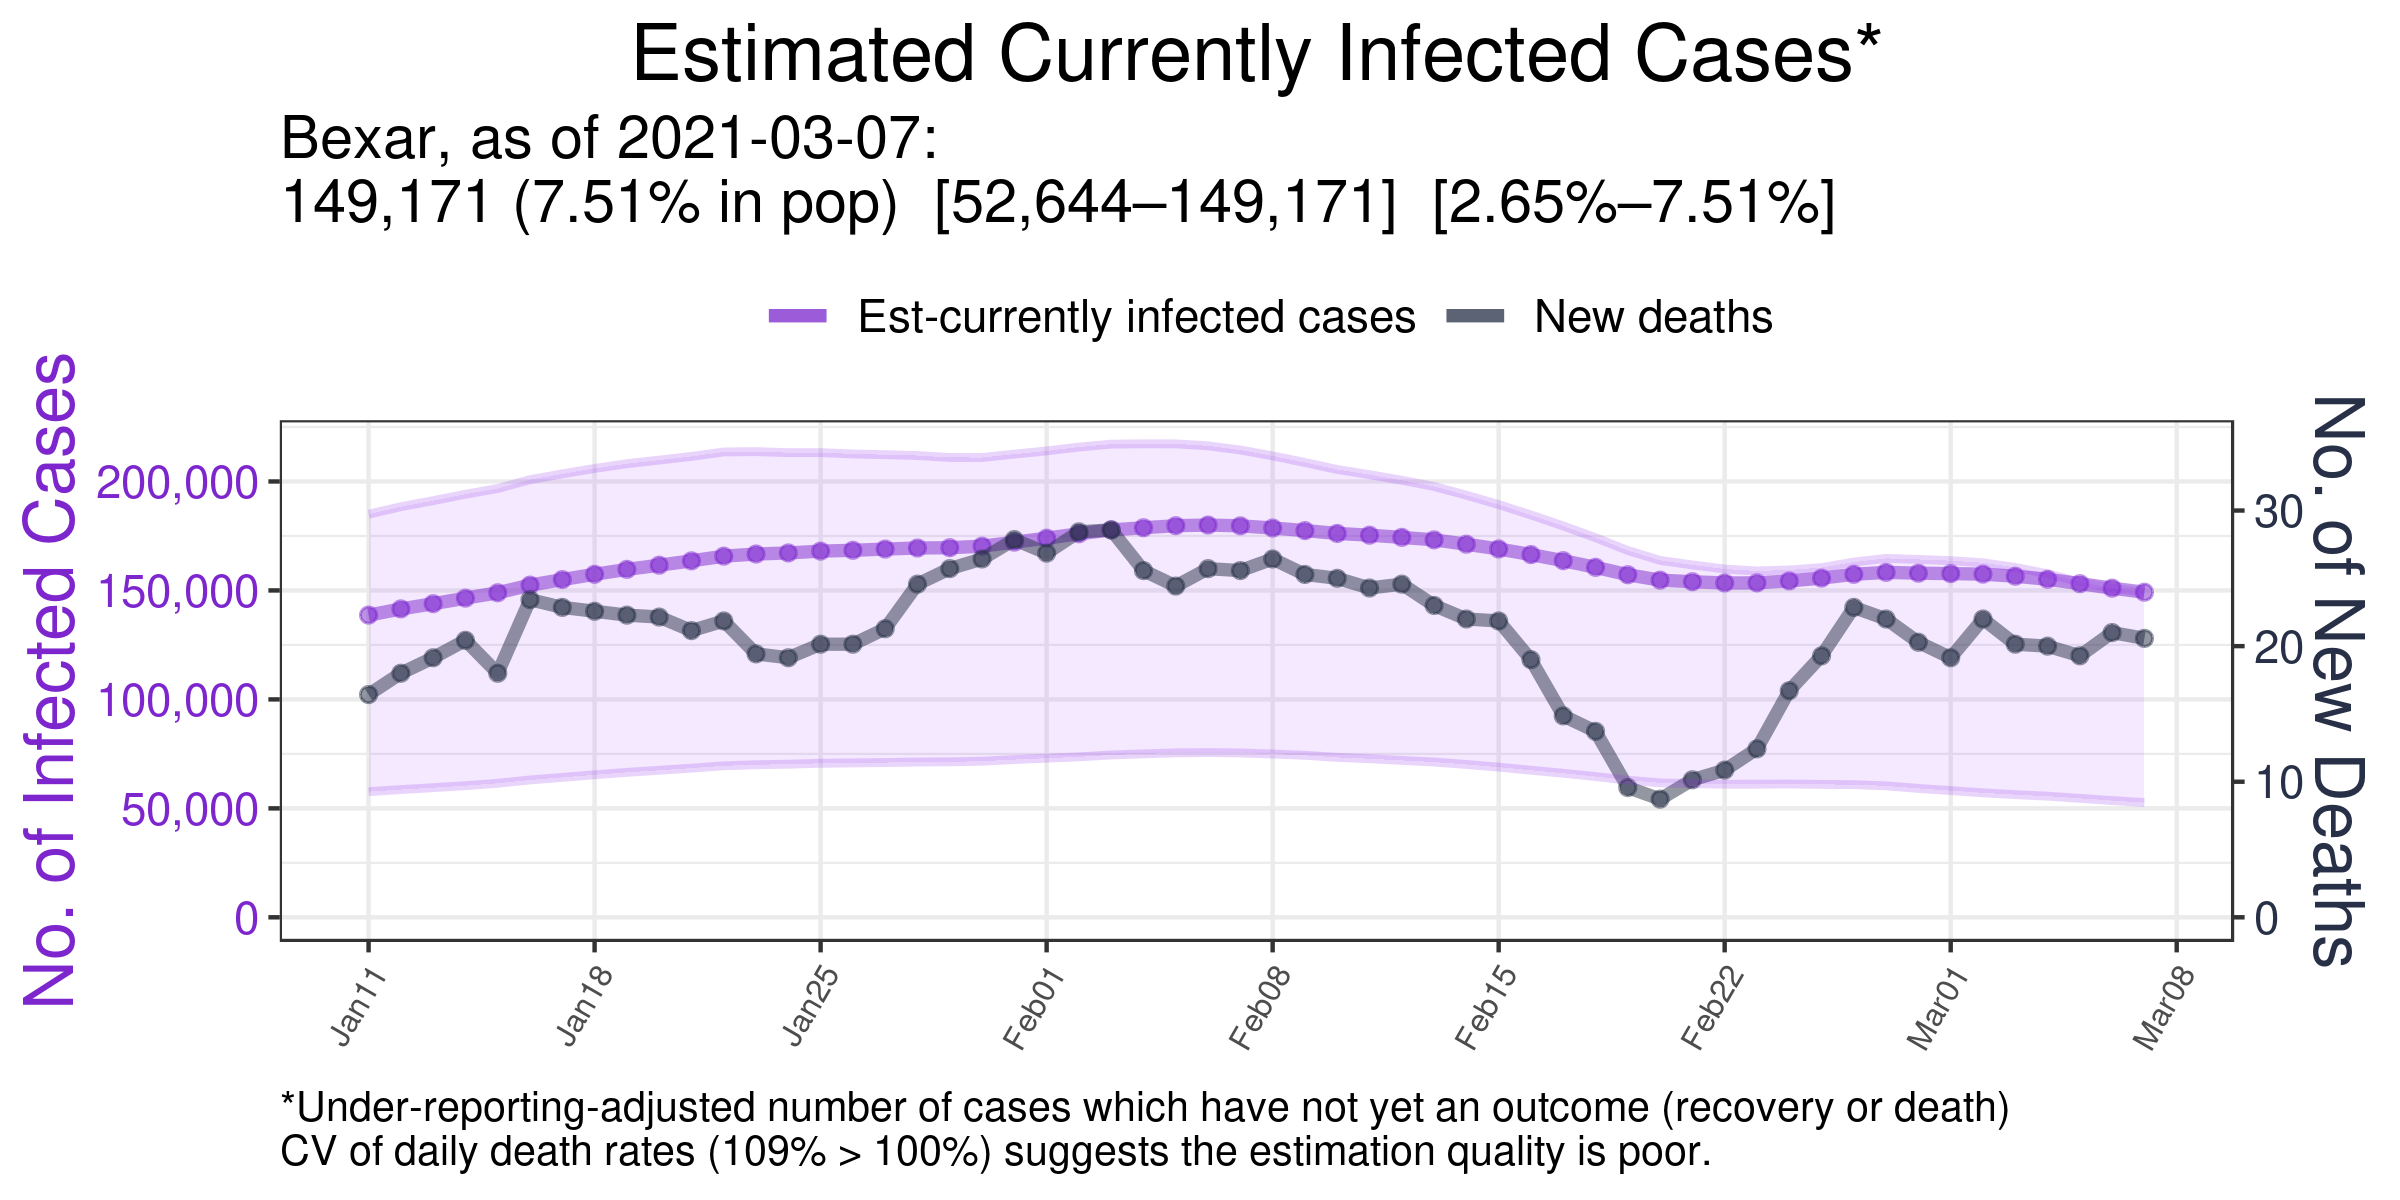 Estimated Currently Infected Cases*
Bexar, as of 2021-03-07:
149,171 (7.51% in pop)  [52,644–149,171]  [2.65%–7.51%]
Est-currently infected cases
New deaths
No. of Infected Cases
200,000
150,000
100,000
50,000
0
No. of New Deaths
30
20
10
0
Jan11
Jan18
Jan25
Feb01
Feb08
Feb15
Feb22
Mar01
Mar08
*Under-reporting-adjusted number of cases which have not yet an outcome (recovery or death)
CV of daily death rates (109% > 100%) suggests the estimation quality is poor.